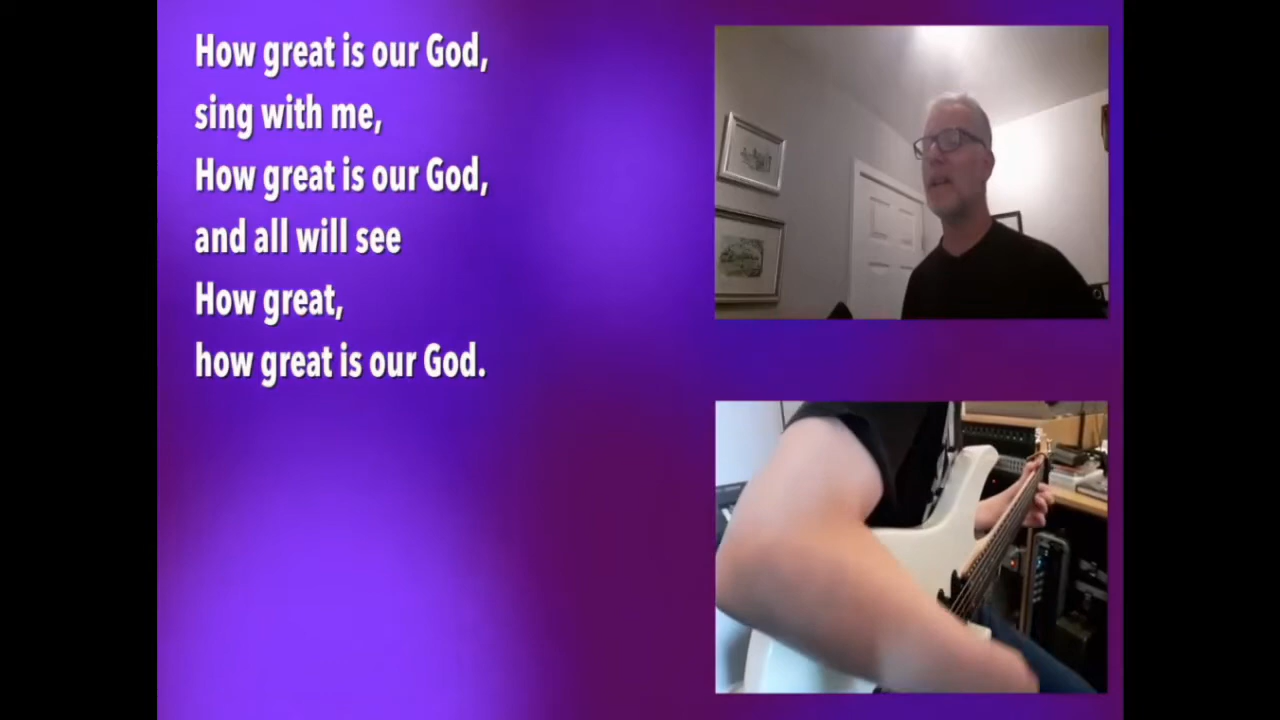 How great is our God,
sing with me,
How great is our God,
and all will see
How great,
how great is our God.